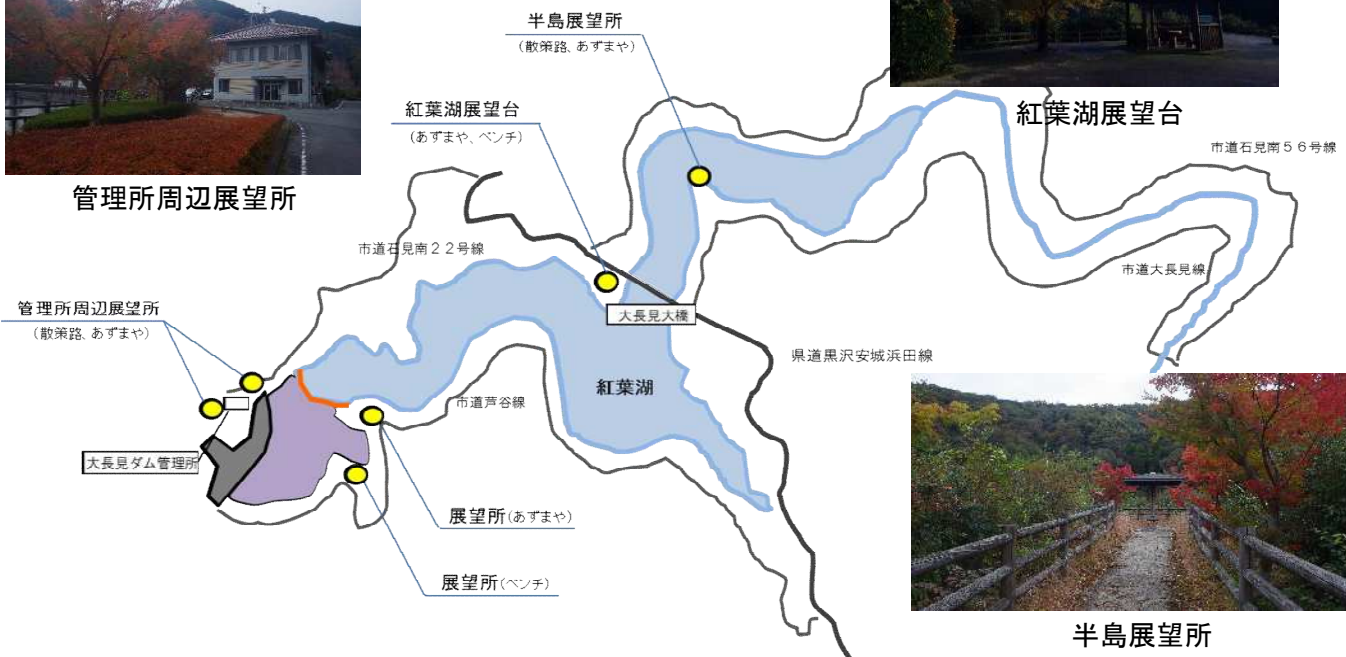 半島展望所
(散策路、あずまや)
紅葉湖展望台
(あずまや、ベンチ)
紅葉湖展望台
市道石見南５６号線
管理所周辺展望所
市道石見南２２号線
市道大長見線
管理所周辺展望所
(散策路、あずまや)
大長見大橋
県道黒沢安城浜田線
紅葉湖
市道芦谷線
大長見ダム管理所
展望所(あずまや)
展望所(ベンチ)
半島展望所